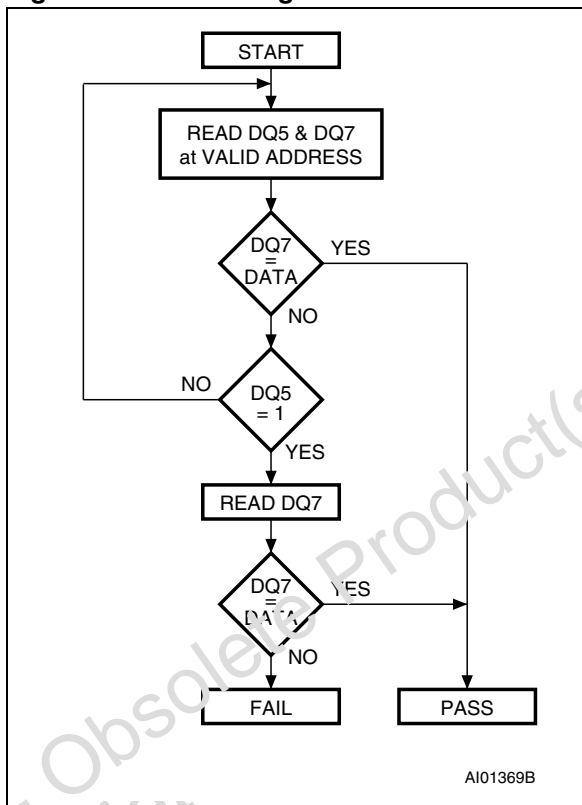 START
READ DQ5 & DQ7
at VALID ADDRESS
DQ7
=
DATA
YES
NO
NO
DQ5
= 1
YES
READ DQ7
DQ7
=
DATA
YES
NO
FAIL
PASS
Obsolete Product(s
AI01369B